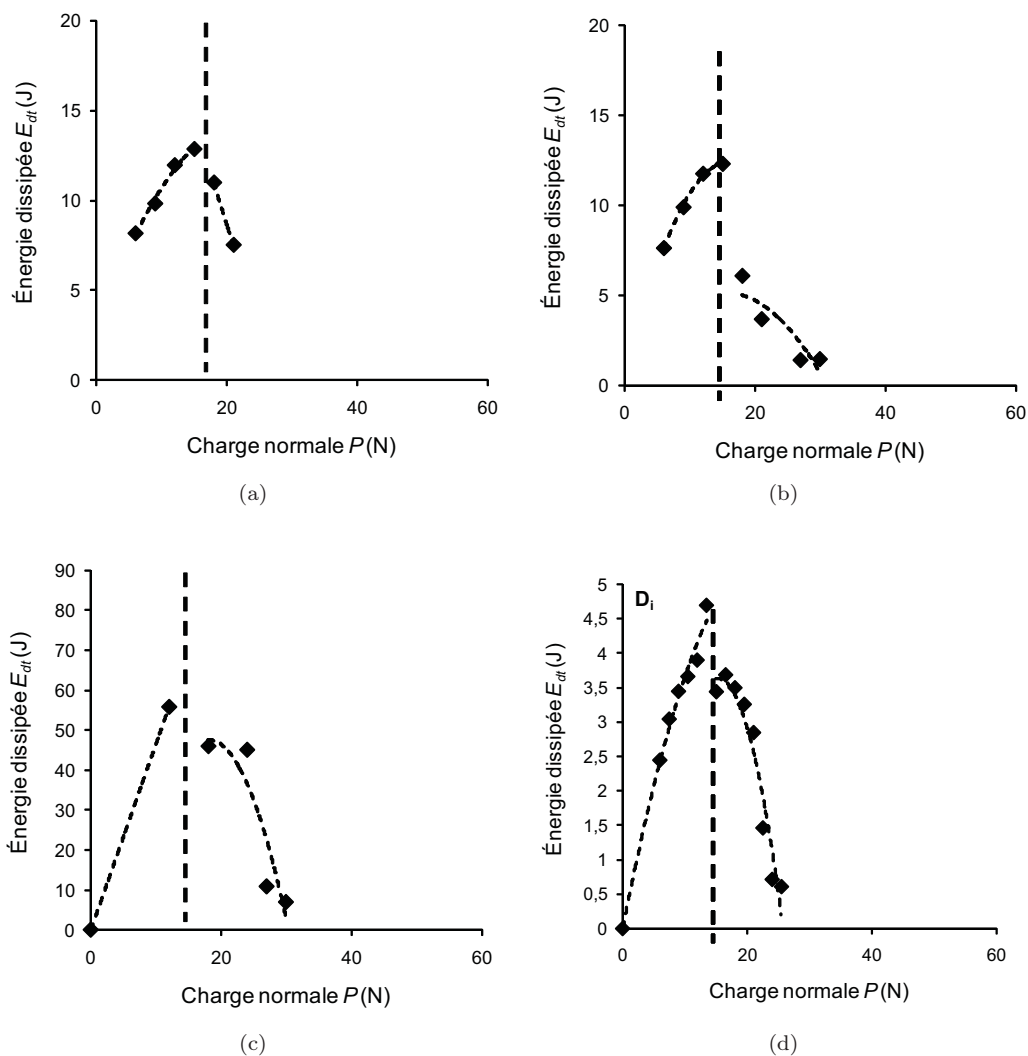 Énergie dissipée E_dt (J)
20
15
10
5
0
0 20 40 60
Charge normale P (N)
(a)
Énergie dissipée E_dt (J)
20
15
10
5
0
0 20 40 60
Charge normale P (N)
(b)
Énergie dissipée E_dt (J)
90
80
70
60
50
40
30
20
10
0
0 20 40 60
Charge normale P (N)
(c)
Énergie dissipée E_dt (J)
D_i
5
4,5
4
3,5
3
2,5
2
1,5
1
0,5
0
0 20 40 60
Charge normale P (N)
(d)